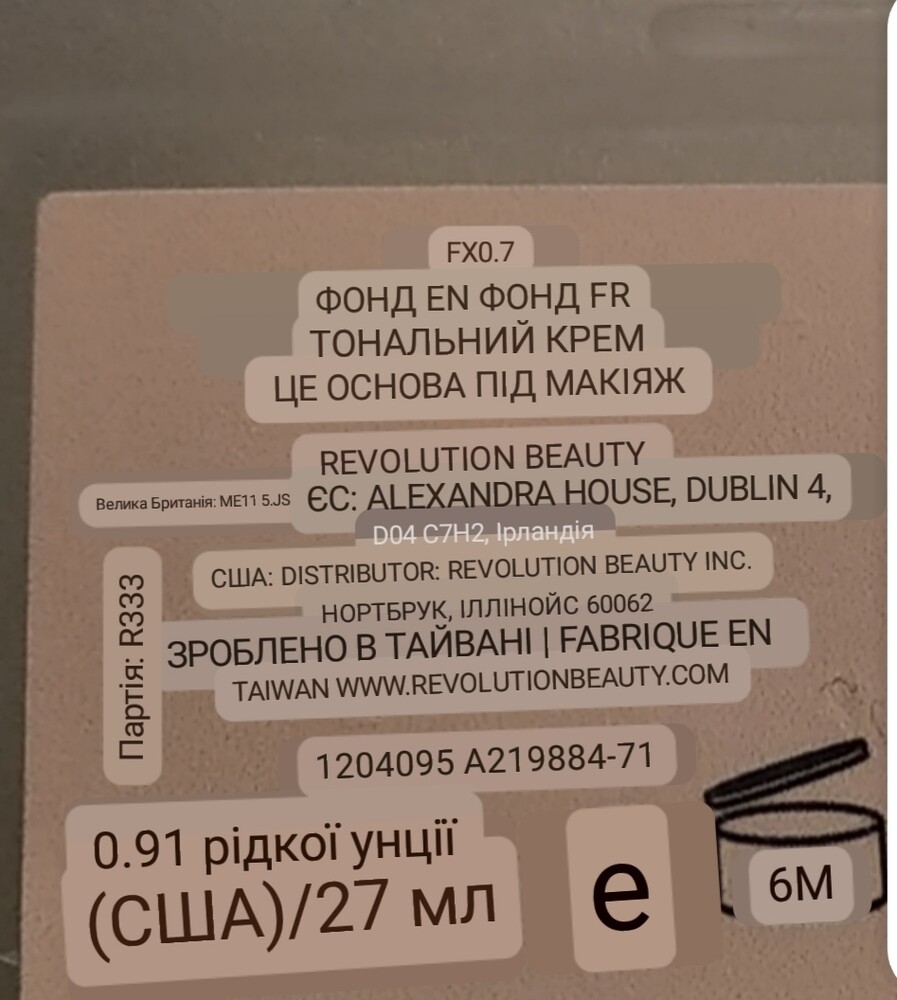 FX0.7
ФОНД EN ФОНД FR
ТОНАЛЬНИЙ КРЕМ
ЦЕ ОСНОВА ПІД МАКІЯЖ
REVOLUTION BEAUTY
Велика Британія: ME11 5.JS ЄС: ALEXANDRA HOUSE, DUBLIN 4,
D04 C7H2, Ірландія
США: DISTRIBUTOR: REVOLUTION BEAUTY INC.
НОРТБРУК, ІЛЛІНОЙС 60062
ЗРОБЛЕНО В ТАЙВАНІ | FABRIQUE EN
TAIWAN WWW.REVOLUTIONBEAUTY.COM
Партія: R333
1204095 A219884-71
0.91 рідкої унції
(США)/27 мл
e
6M